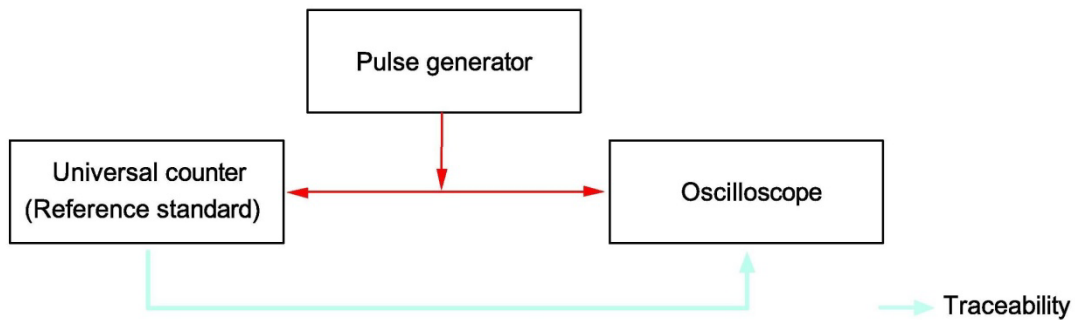 Pulse generator
Universal counter
(Reference standard)
Oscilloscope
Traceability